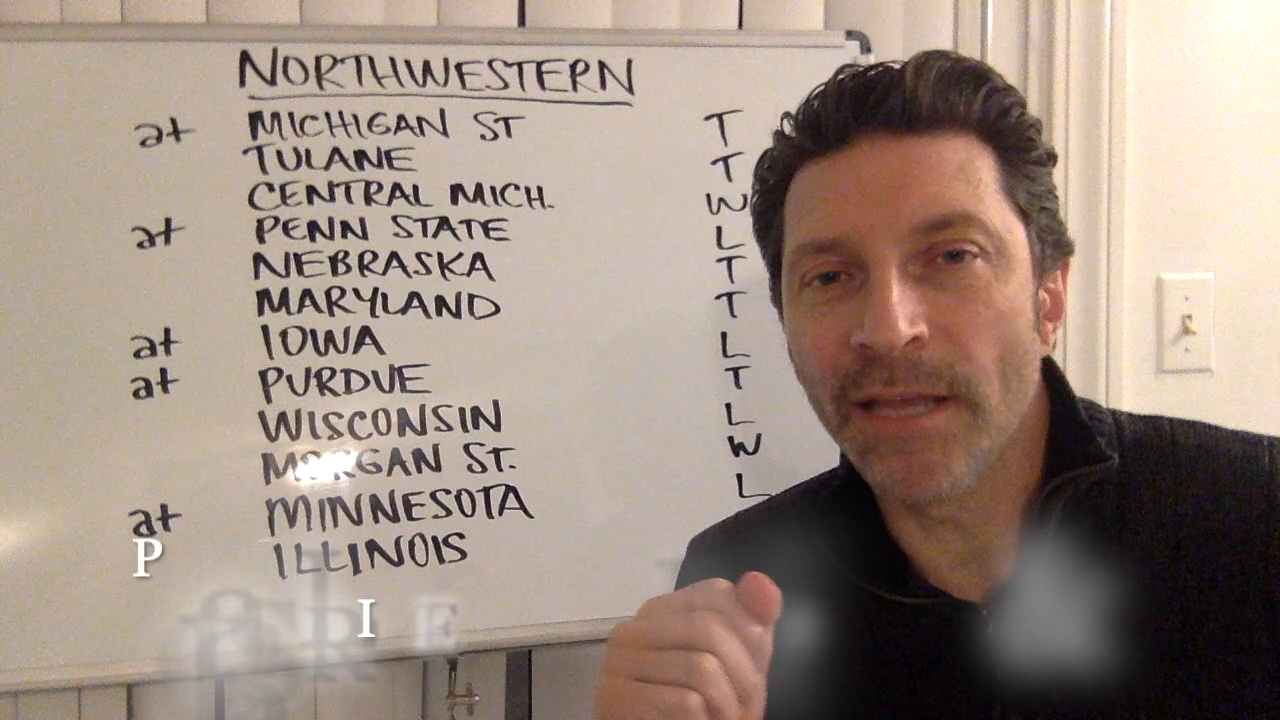 NORTHWESTERN
at MICHIGAN ST T
TULANE T
CENTRAL MICH. W
at PENN STATE L
NEBRASKA T
MARYLAND T
at IOWA L
at PURDUE T
WISCONSIN L
MORGAN ST. W
at MINNESOTA L
ILLINOIS
P
I E